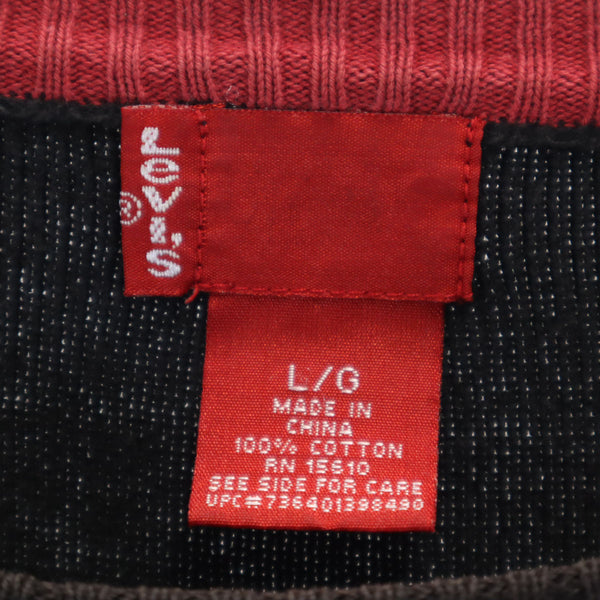 LEVI'S
®
L/G
MADE IN
CHINA
100% COTTON
RN 15610
SEE SIDE FOR CARE
UPC#736401398490